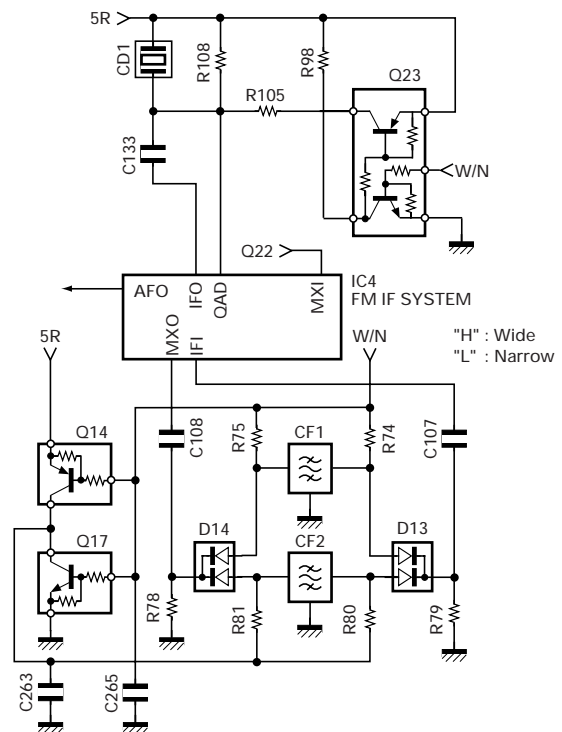 5R
CD1
R108
R98
Q23
R105
C133
W/N
Q22
IC4
FM IF SYSTEM
AFO
IFO
QAD
MXI
MXO
IFI
5R
W/N
"H" : Wide
"L" : Narrow
Q14
C108
R75
CF1
R74
C107
Q17
D14
CF2
D13
R78
R81
R80
R79
C263
C265